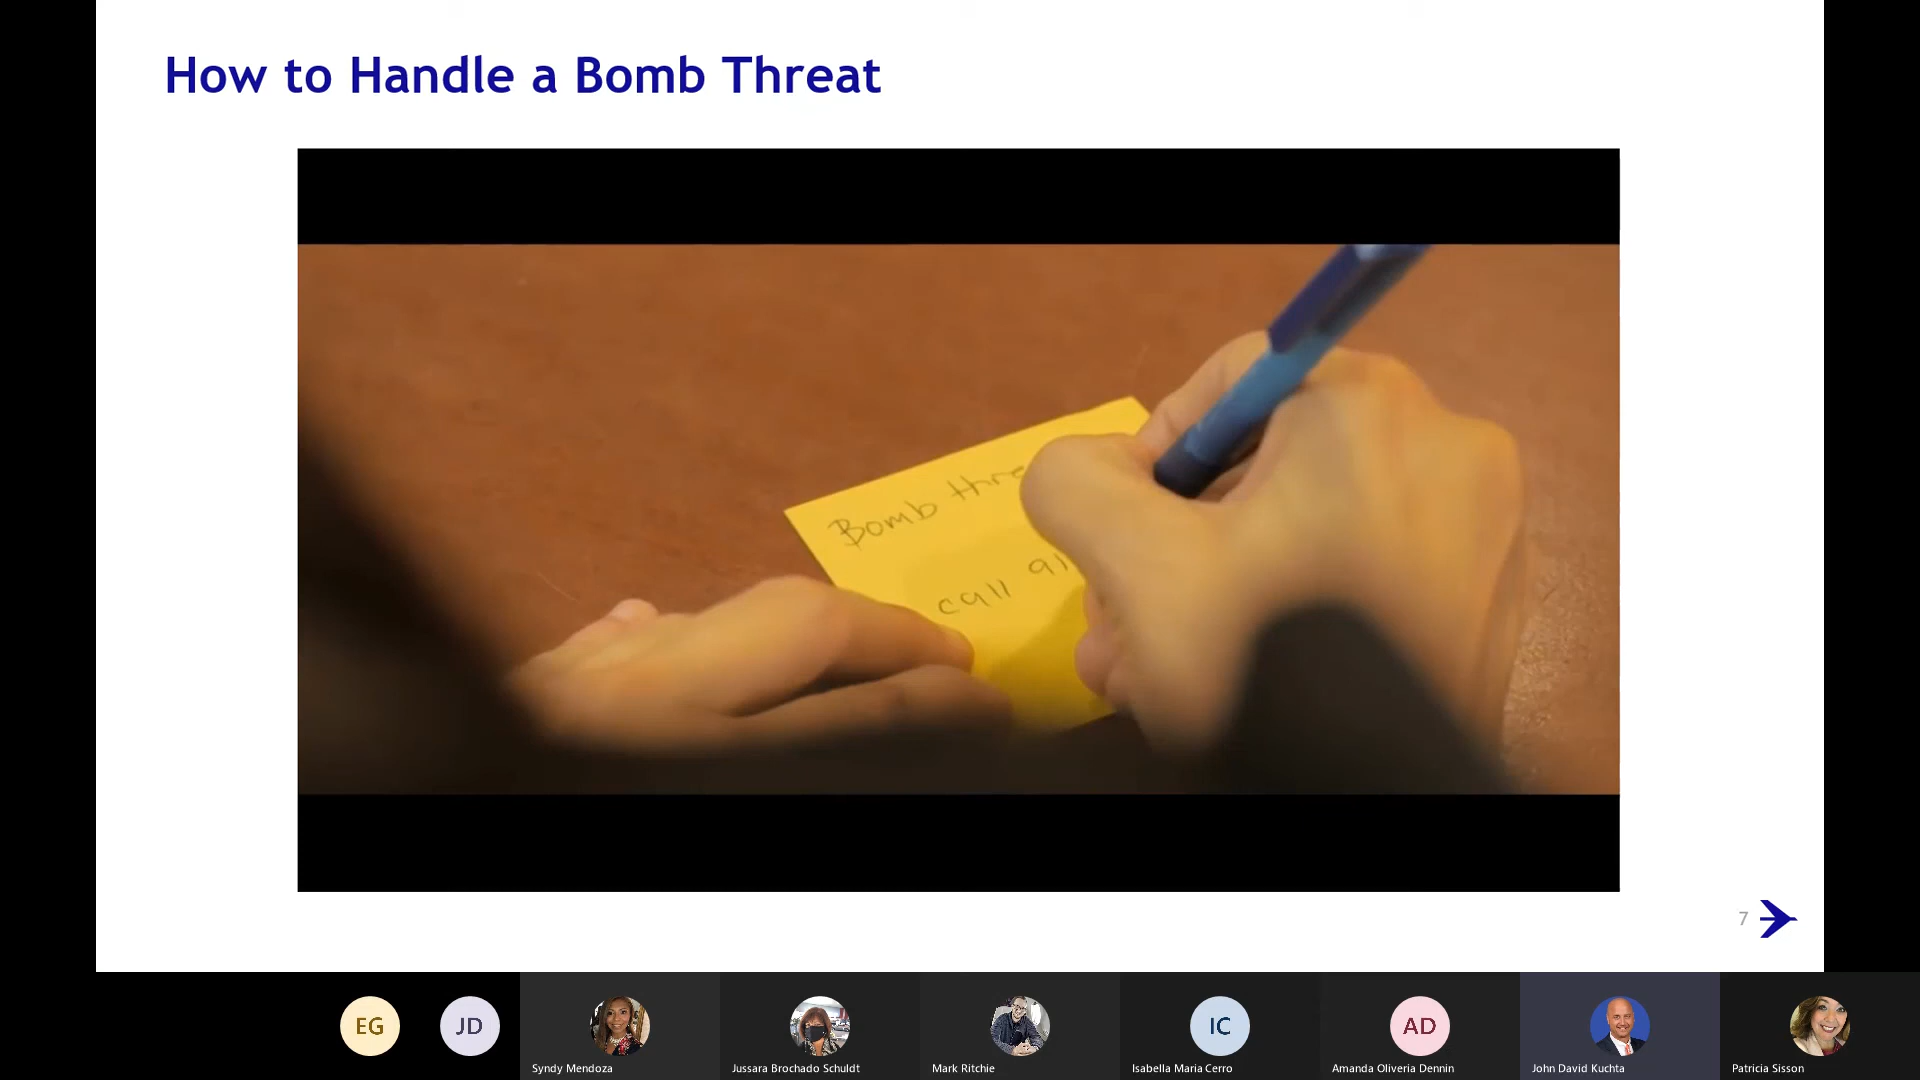 How to Handle a Bomb Threat
Bomb thre
call 91
7
EG
JD
IC
AD
Syndy Mendoza
Jussara Brochado Schuldt
Mark Ritchie
Isabella Maria Cerro
Amanda Oliveria Dennin
John David Kuchta
Patricia Sisson